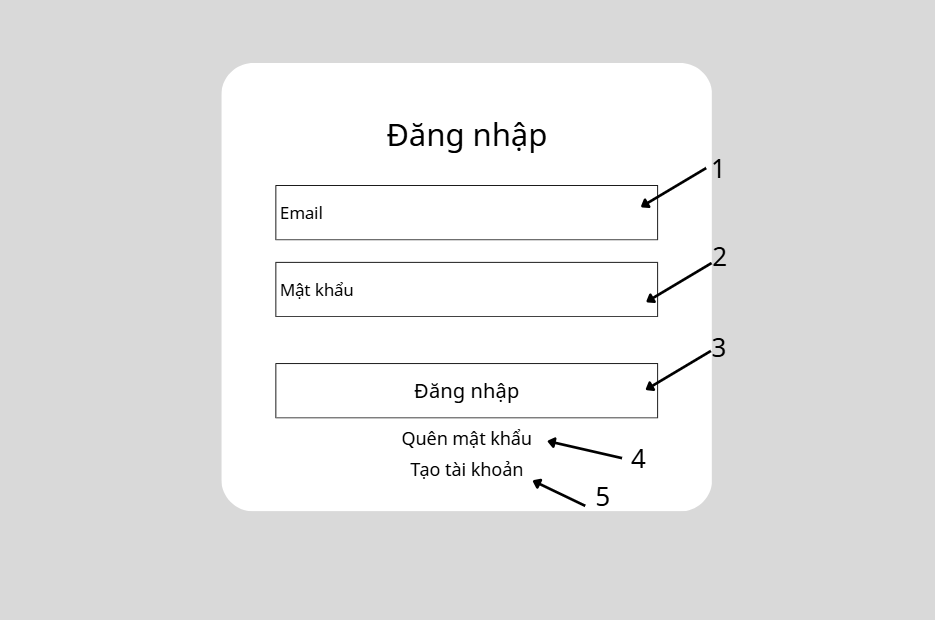 Đăng nhập
1
Email
2
Mật khẩu
3
Đăng nhập
Quên mật khẩu
4
Tạo tài khoản
5